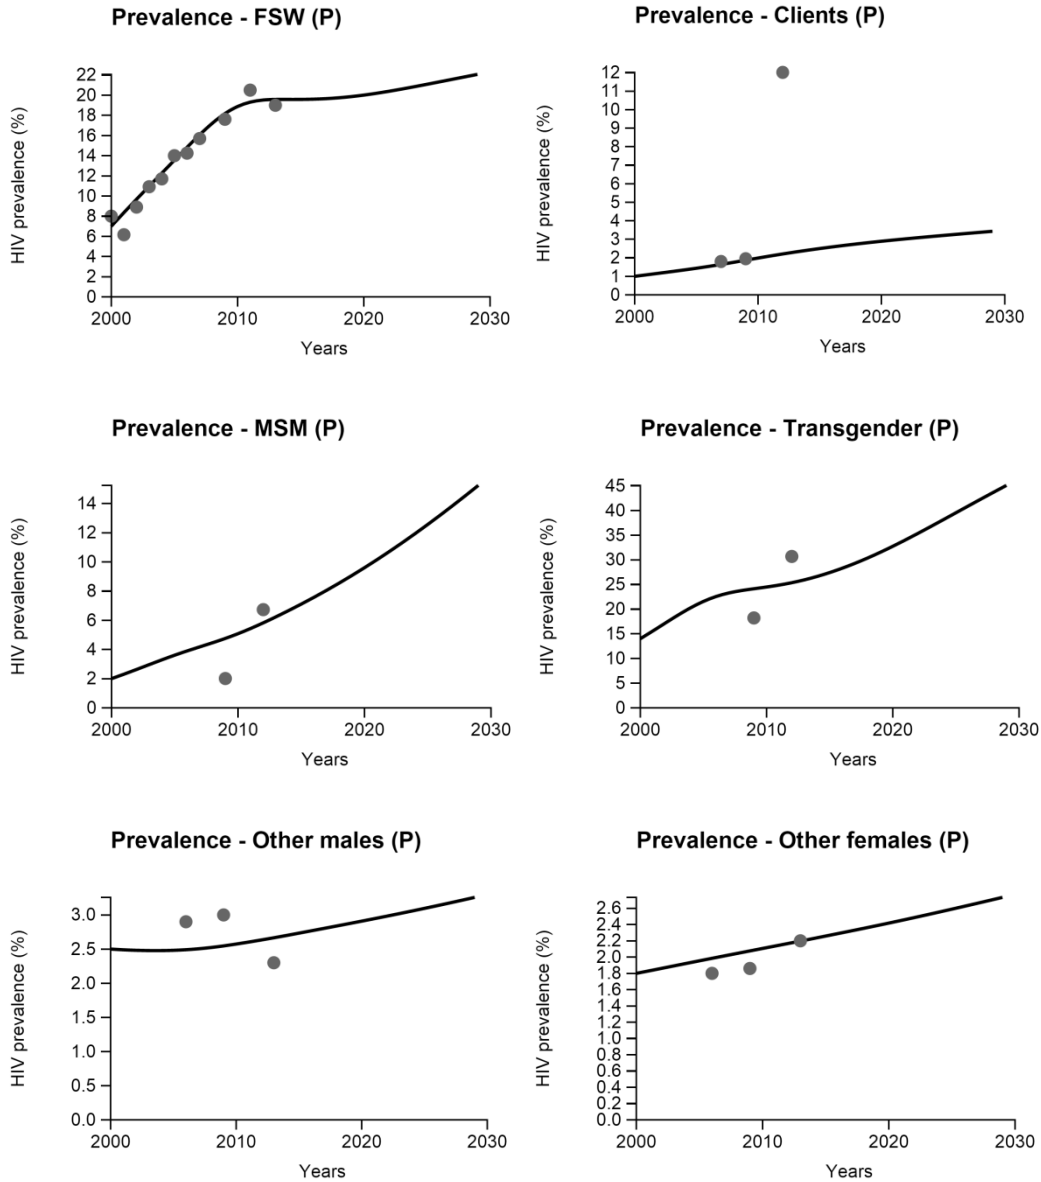 Prevalence - FSW (P)
HIV prevalence (%)
22
20
18
16
14
12
10
8
6
4
2
0
2000 2010 2020 2030
Years
Prevalence - Clients (P)
HIV prevalence (%)
12
11
10
9
8
7
6
5
4
3
2
1
0
2000 2010 2020 2030
Years
Prevalence - MSM (P)
HIV prevalence (%)
14
12
10
8
6
4
2
0
2000 2010 2020 2030
Years
Prevalence - Transgender (P)
HIV prevalence (%)
45
40
35
30
25
20
15
10
5
0
2000 2010 2020 2030
Years
Prevalence - Other males (P)
HIV prevalence (%)
3.0
2.5
2.0
1.5
1.0
0.5
0.0
2000 2010 2020 2030
Years
Prevalence - Other females (P)
HIV prevalence (%)
2.6
2.4
2.2
2.0
1.8
1.6
1.4
1.2
1.0
0.8
0.6
0.4
0.2
0.0
2000 2010 2020 2030
Years